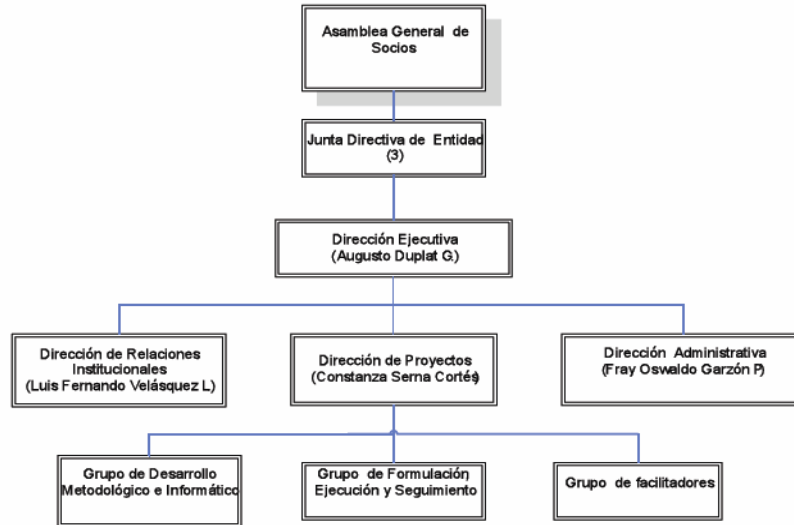 Asamblea General de
Socios
Junta Directiva de Entidad
(3)
Dirección Ejecutiva
(Augusto Duplat G.)
Dirección de Relaciones
Institucionales
(Luis Fernando Velásquez L)
Dirección de Proyectos
(Constanza Serna Cortés)
Dirección Administrativa
(Fray Oswaldo Garzón P)
Grupo de Desarrollo
Metodológico e Informático
Grupo de Formulación,
Ejecución y Seguimiento
Grupo de facilitadores